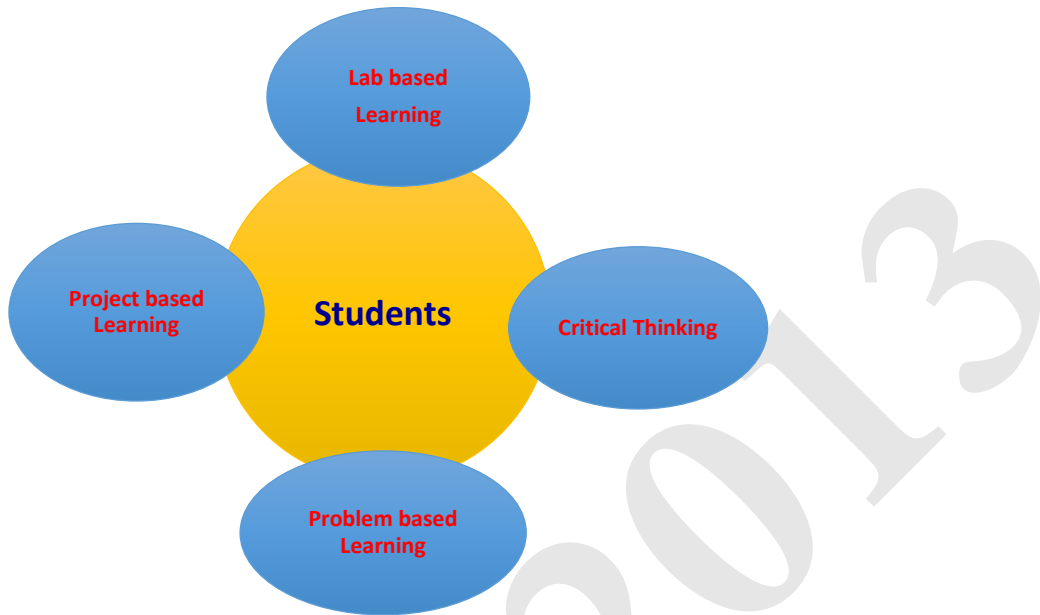 Lab based
Learning
Project based
Learning
Students
Critical Thinking
Problem based
Learning
2013